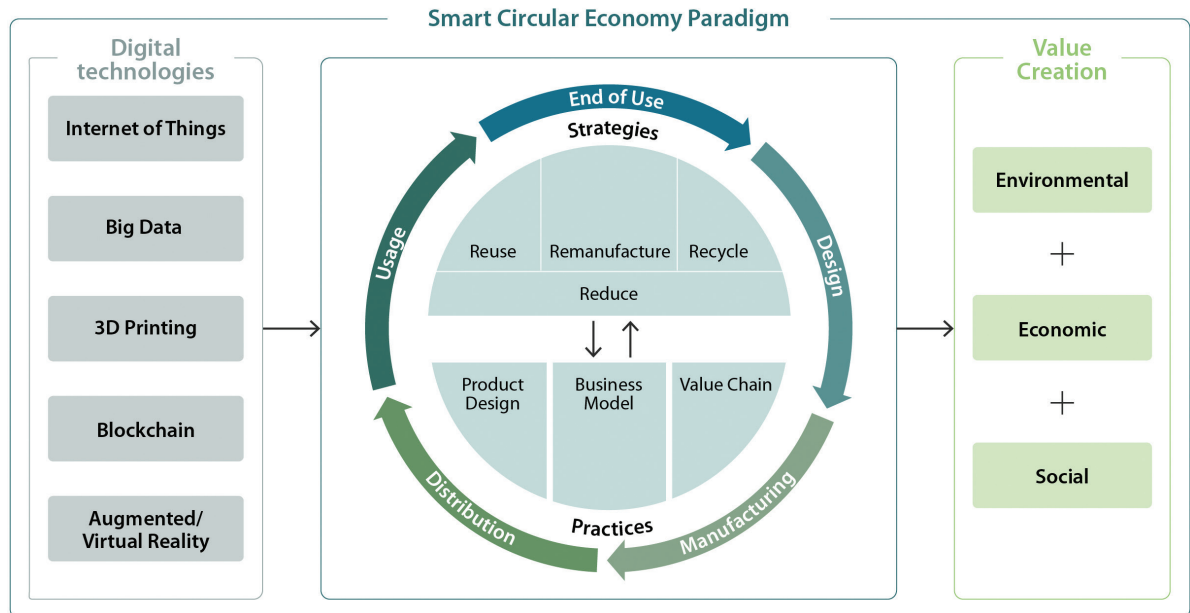 Smart Circular Economy Paradigm
Digital
technologies
Internet of Things
Big Data
3D Printing
Blockchain
Augmented/
Virtual Reality
End of Use
Strategies
Usage
Design
Reuse
Remanufacture
Recycle
Reduce
Product
Design
Business
Model
Value Chain
Distribution
Practices
Manufacturing
Value
Creation
Environmental
+
Economic
+
Social